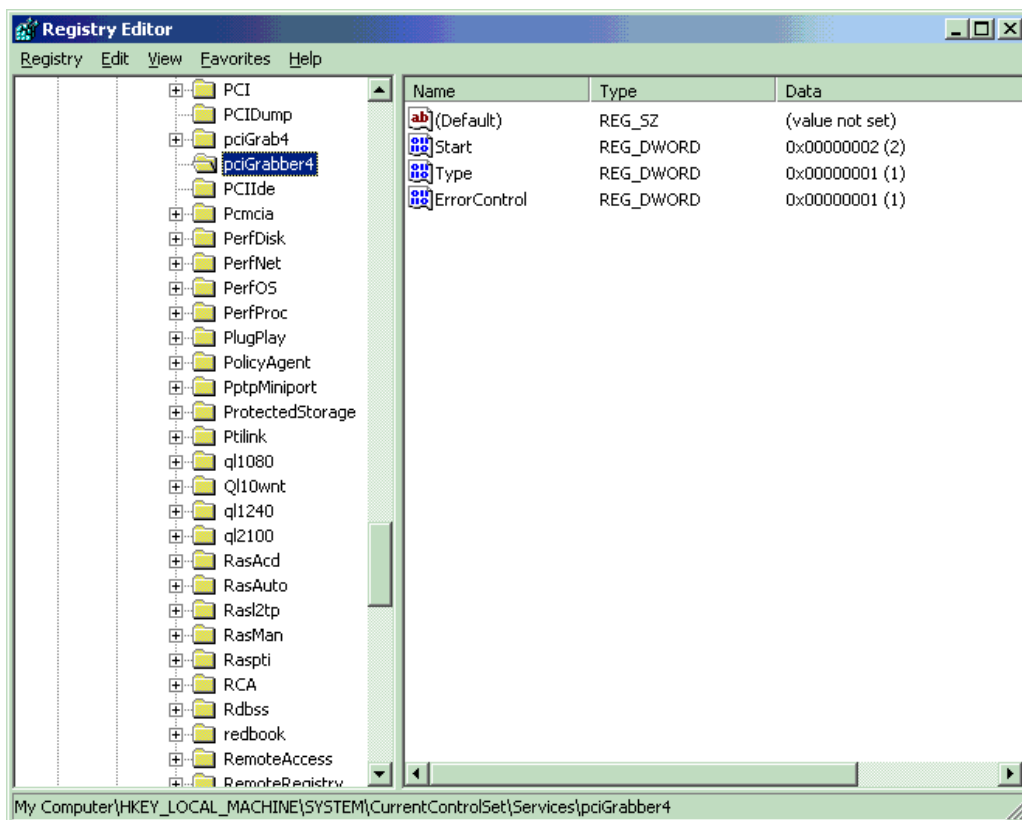 Registry Editor
Registry Edit View Favorites Help
PCI
PCIDump
pciGrab4
pciGrabber4
PCIIde
Pcmcia
PerfDisk
PerfNet
PerfOS
PerfProc
PlugPlay
PolicyAgent
PptpMiniport
ProtectedStorage
Ptilink
ql1080
Ql10wnt
ql1240
ql2100
RasAcd
RasAuto
Rasl2tp
RasMan
Raspti
RCA
Rdbss
redbook
RemoteAccess
RemoteRegistry
Name Type Data
(Default) REG_SZ (value not set)
Start REG_DWORD 0x00000002 (2)
Type REG_DWORD 0x00000001 (1)
ErrorControl REG_DWORD 0x00000001 (1)
My Computer\HKEY_LOCAL_MACHINE\SYSTEM\CurrentControlSet\Services\pciGrabber4